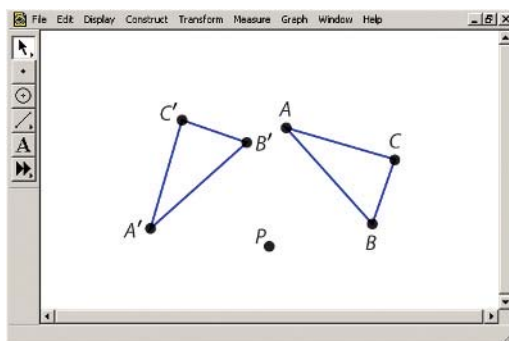 File Edit Display Construct Transform Measure Graph Window Help
A
C′ A
B′ C
A′ P B